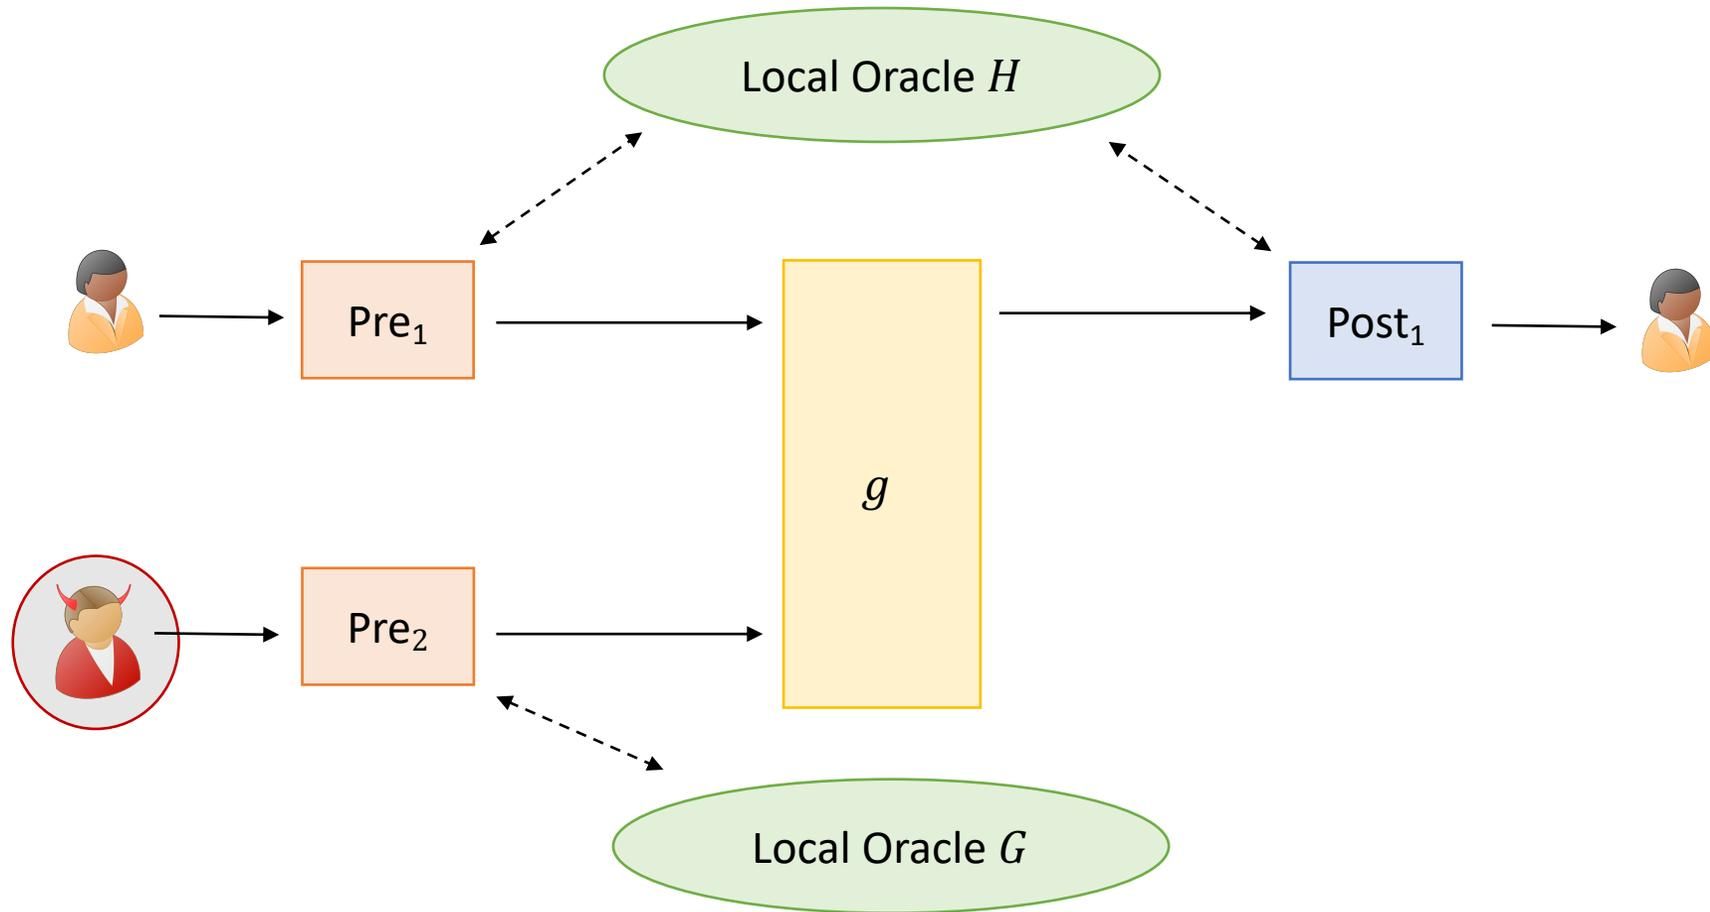 Local Oracle H
Pre₁
Post₁
g
Pre₂
Local Oracle G